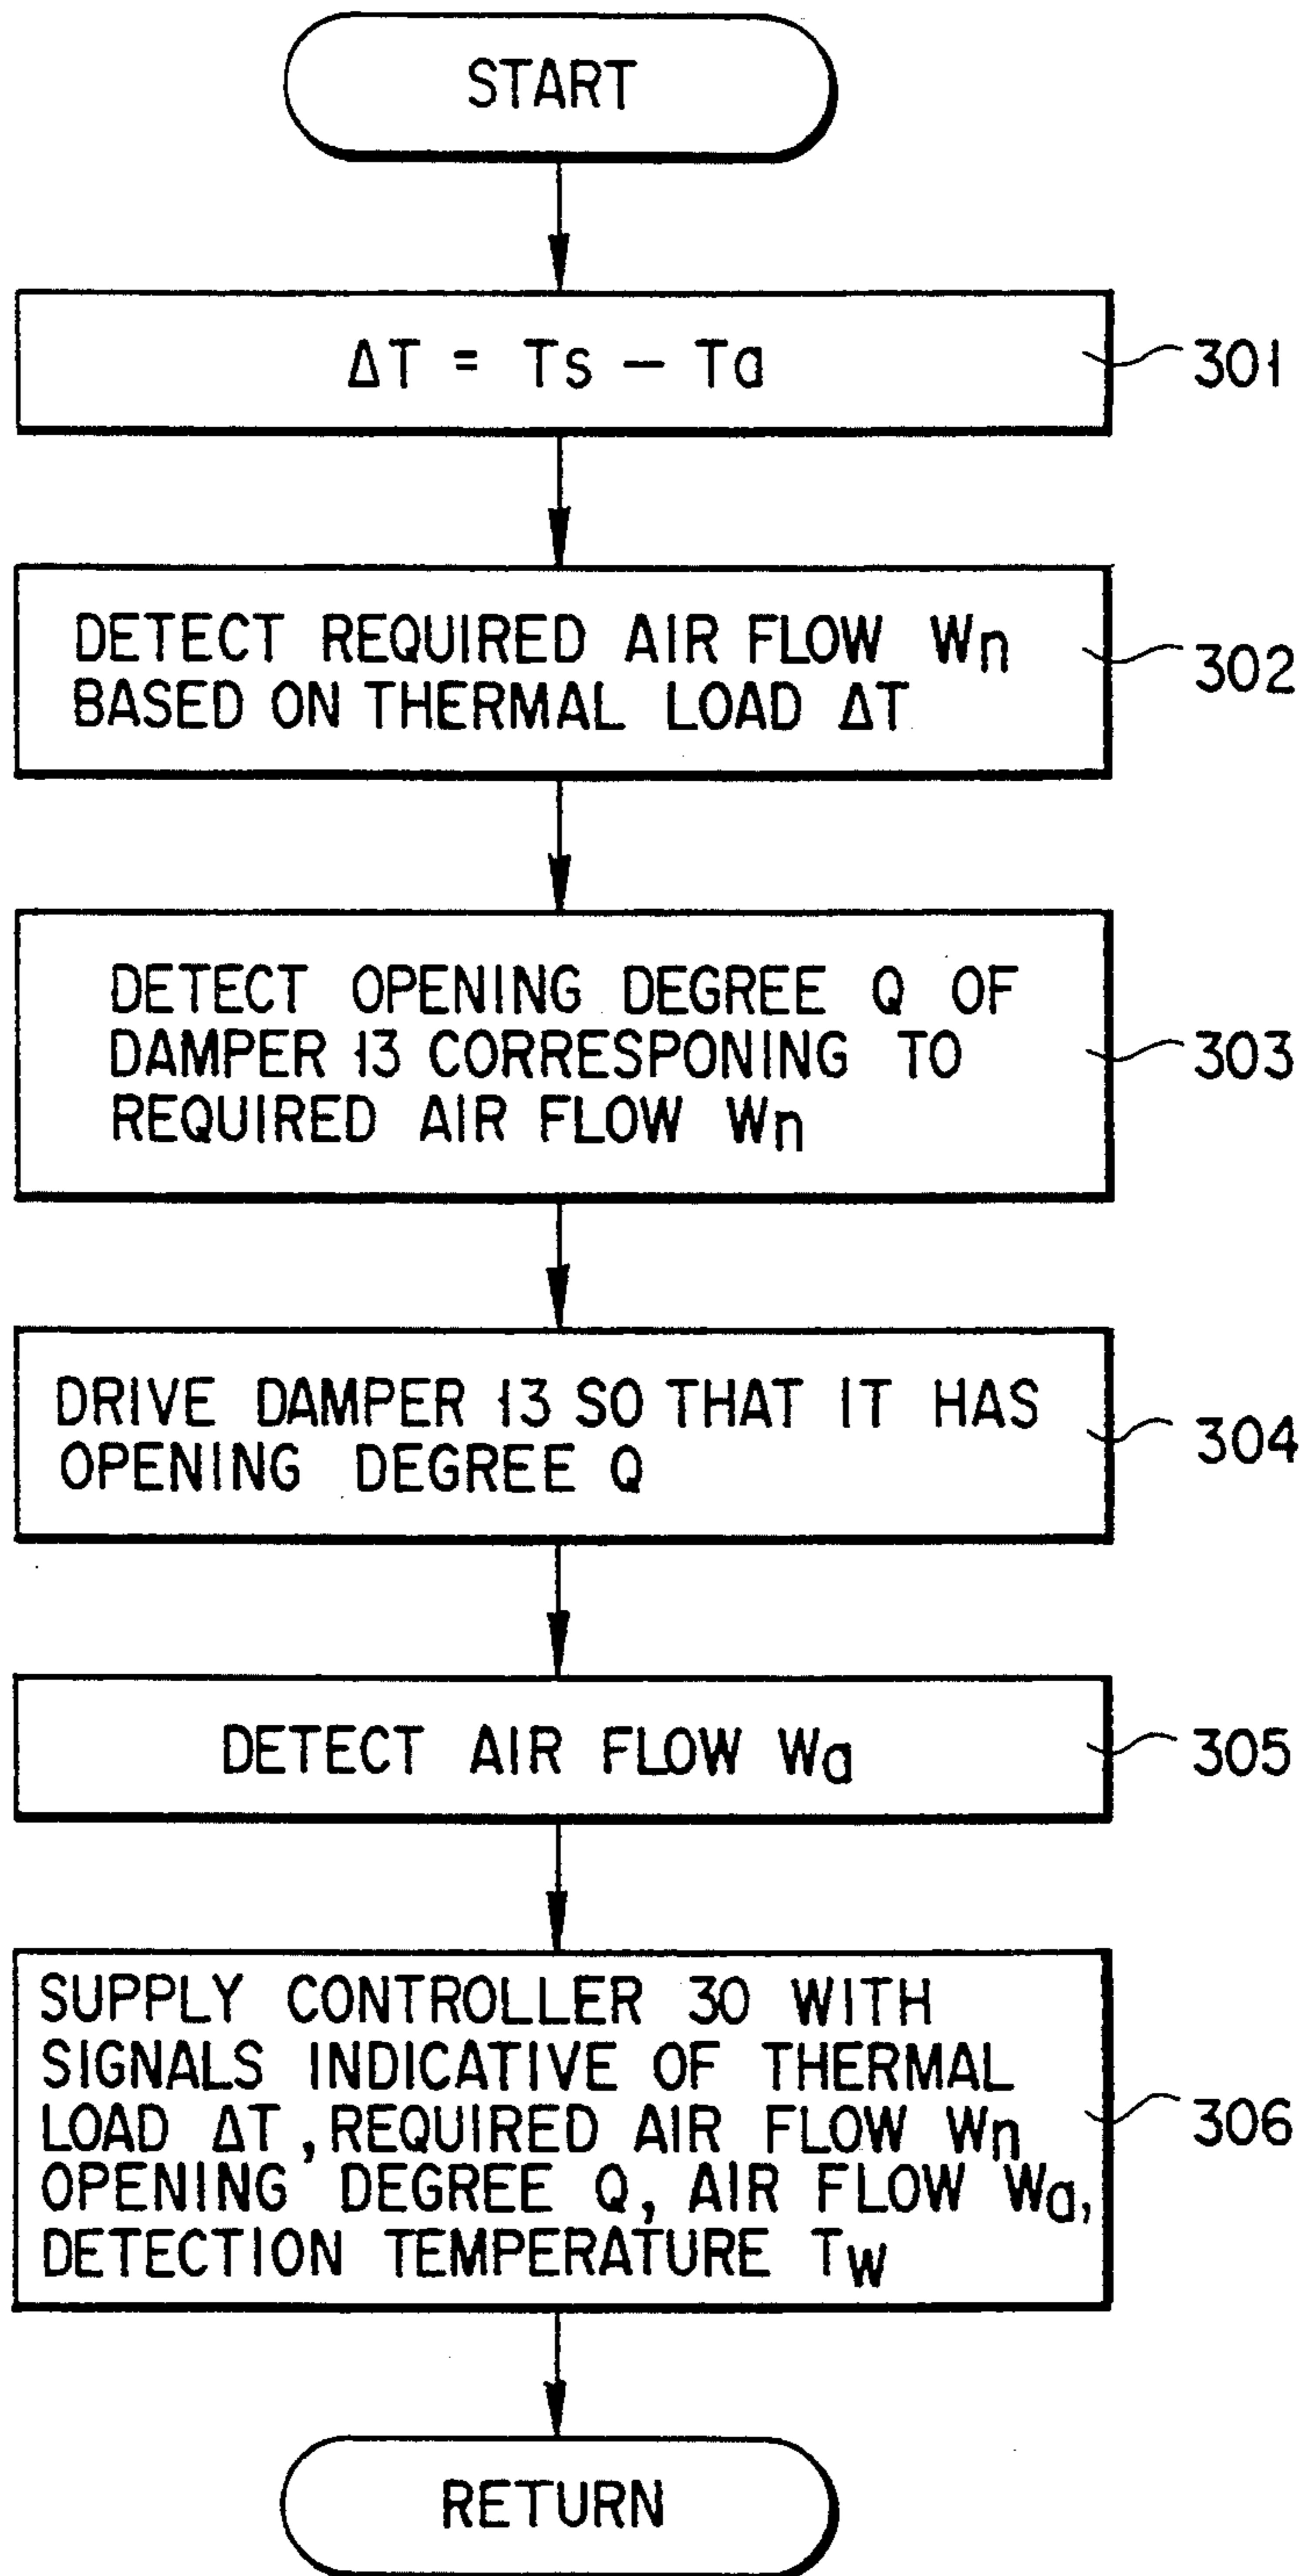 START
ΔT = Ts − Ta
301
DETECT REQUIRED AIR FLOW Wn
BASED ON THERMAL LOAD ΔT
302
DETECT OPENING DEGREE Q OF
DAMPER 13 CORRESPONING TO
REQUIRED AIR FLOW Wn
303
DRIVE DAMPER 13 SO THAT IT HAS
OPENING DEGREE Q
304
DETECT AIR FLOW Wa
305
SUPPLY CONTROLLER 30 WITH
SIGNALS INDICATIVE OF THERMAL
LOAD ΔT, REQUIRED AIR FLOW Wn
OPENING DEGREE Q, AIR FLOW Wa,
DETECTION TEMPERATURE Tw
306
RETURN